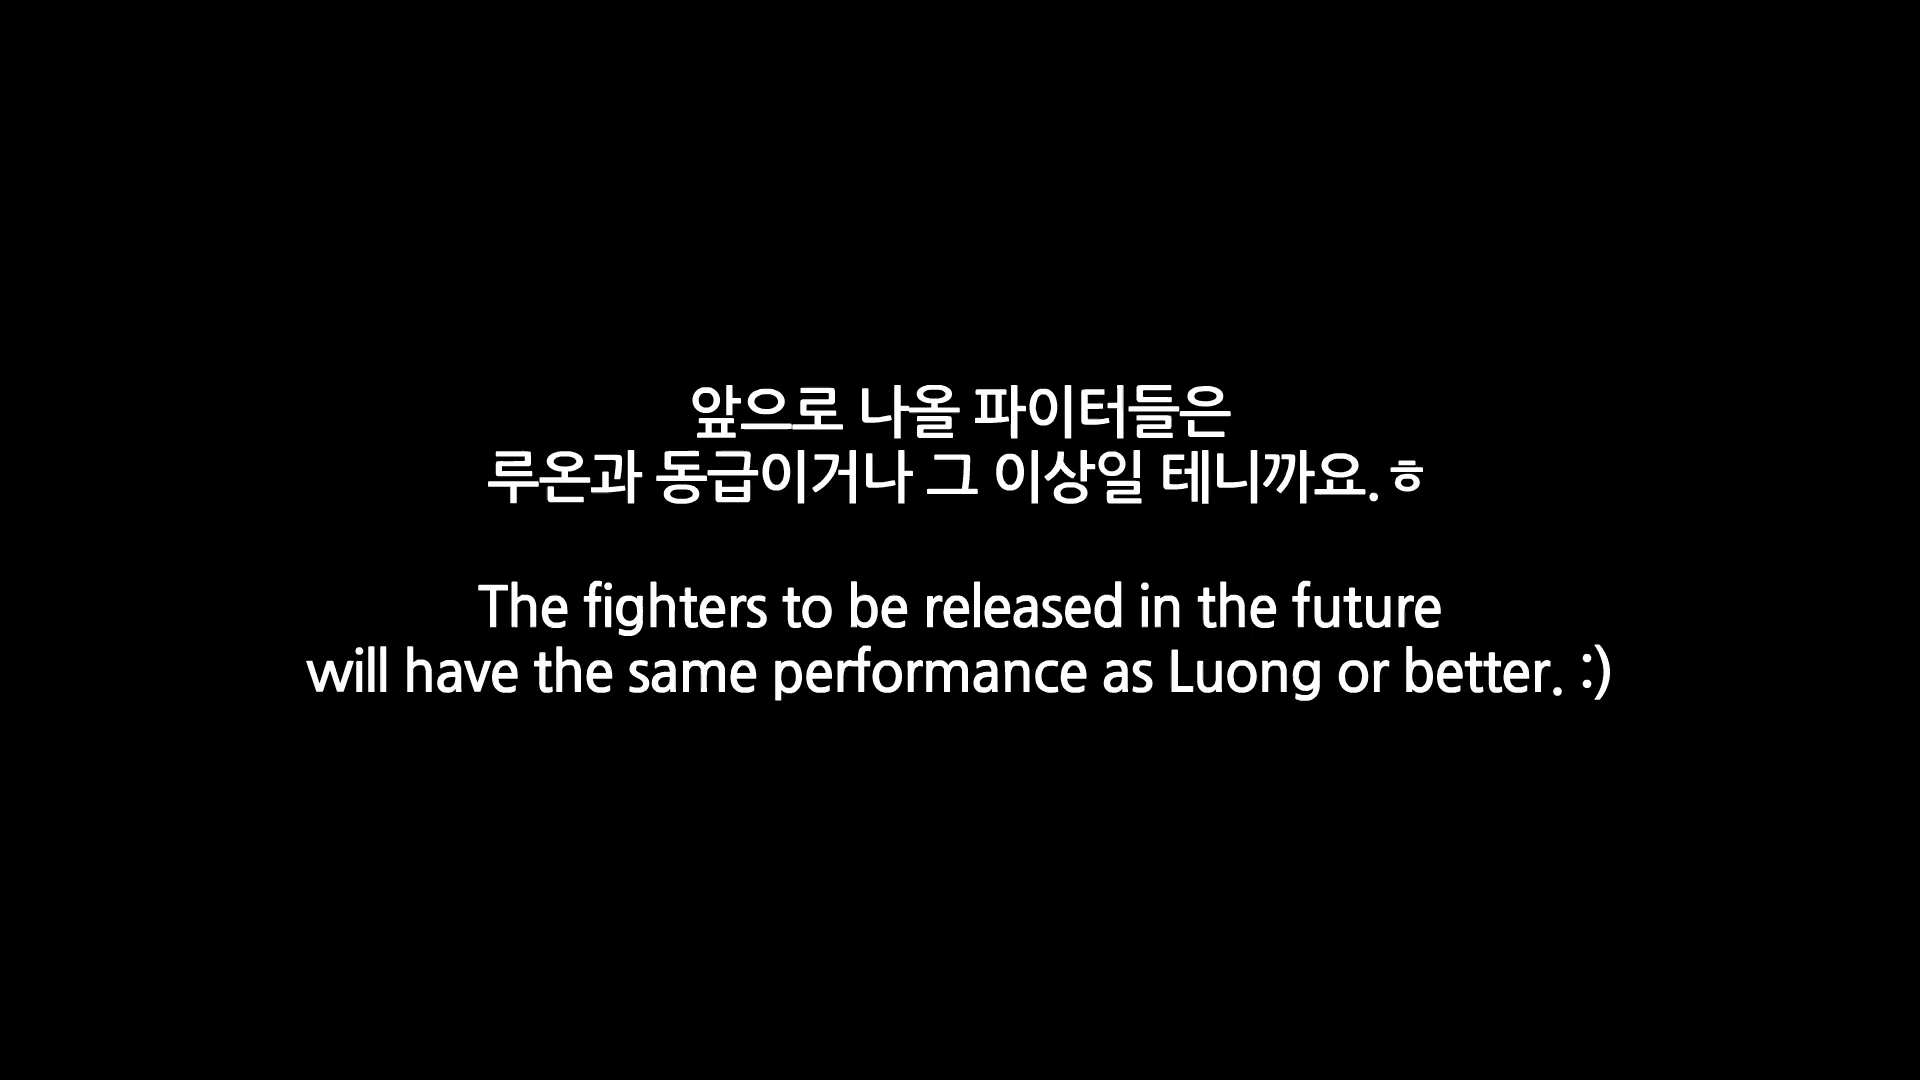 앞으로 나올 파이터들은
루온과 동급이거나 그 이상일 테니까요.ㅎ
The fighters to be released in the future
will have the same performance as Luong or better. :)